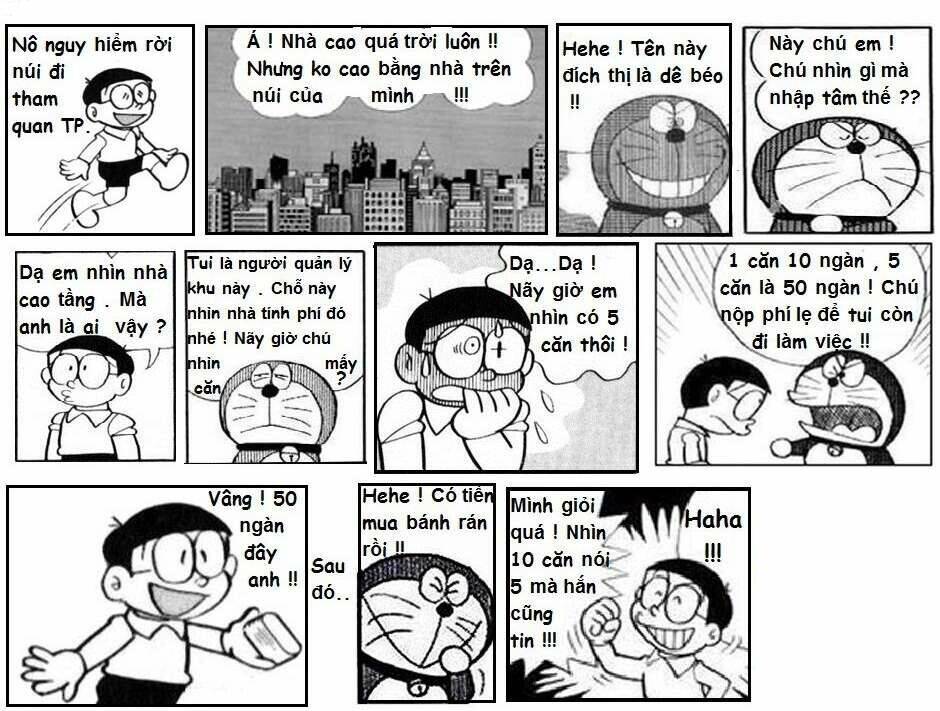 Nô nguy hiểm rời
núi đi
tham
quan TP.
Á ! Nhà cao quá trời luôn !!
Nhưng ko cao bằng nhà trên
núi của mình !!!
Hehe ! Tên này
đích thị là dê béo
!!
Này chú em !
Chú nhìn gì mà
nhập tâm thế ??
Dạ em nhìn nhà
cao tầng . Mà
anh là ai vậy ?
Tui là người quản lý
khu này . Chỗ này
nhìn nhà tính phí đó
nhé ! Nãy giờ chú
nhìn mấy
căn ?
Dạ...Dạ !
Nãy giờ em
nhìn có 5
căn thôi !
1 căn 10 ngàn , 5
căn là 50 ngàn ! Chú
nộp phí lẹ để tui còn
đi làm việc !!
Vâng ! 50
ngàn
đây
anh !!
Sau
đó..
Hehe ! Có tiền
mua bánh rán
rồi !!
Mình giỏi
quá ! Nhìn
10 căn nói
5 mà hắn
cũng
tin !!!
Haha
!!!